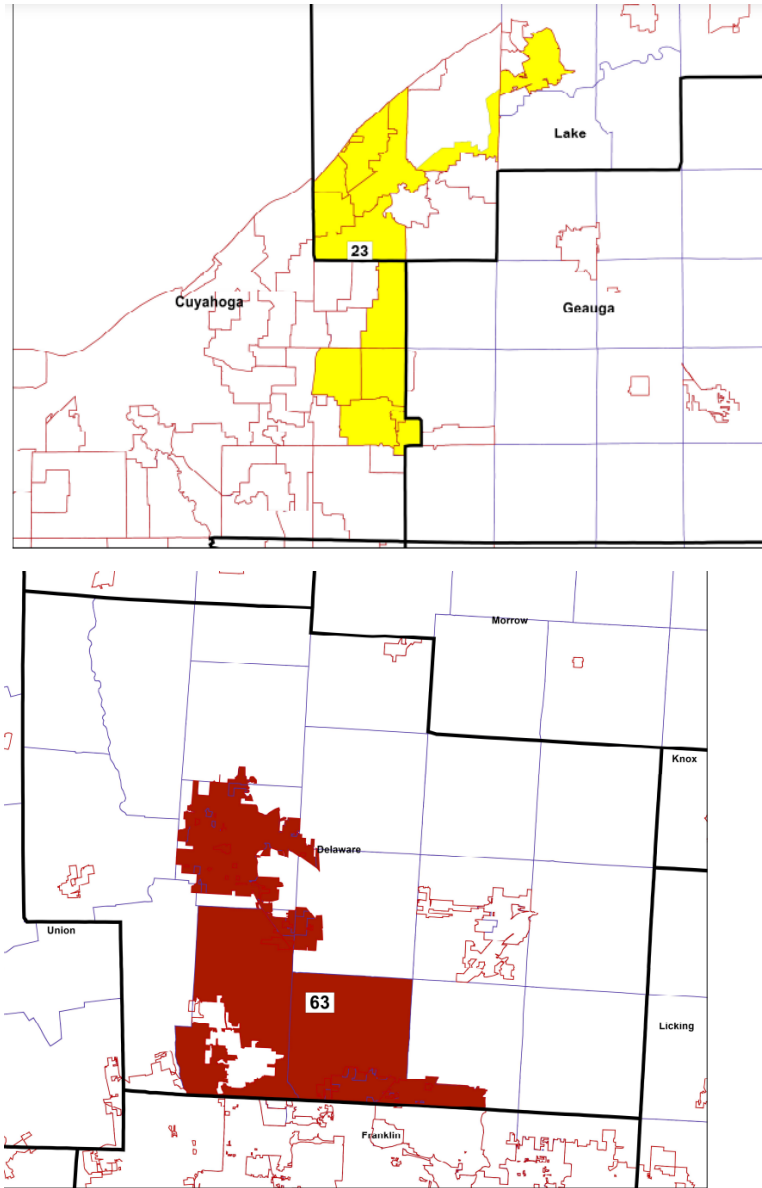 Lake
23
Cuyahoga
Geauga
Morrow
Knox
Delaware
Union
63
Licking
Franklin